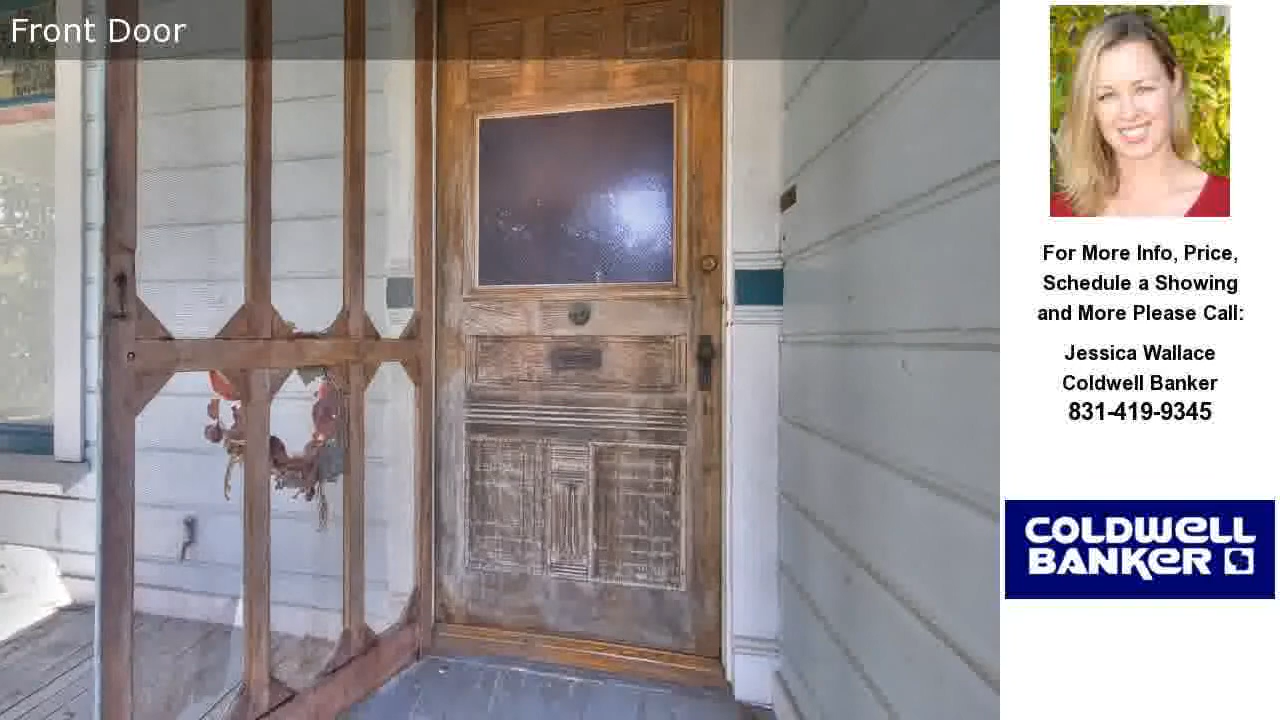 Front Door
For More Info, Price,
Schedule a Showing
and More Please Call:
Jessica Wallace
Coldwell Banker
831-419-9345
COLDWELL
BANKER